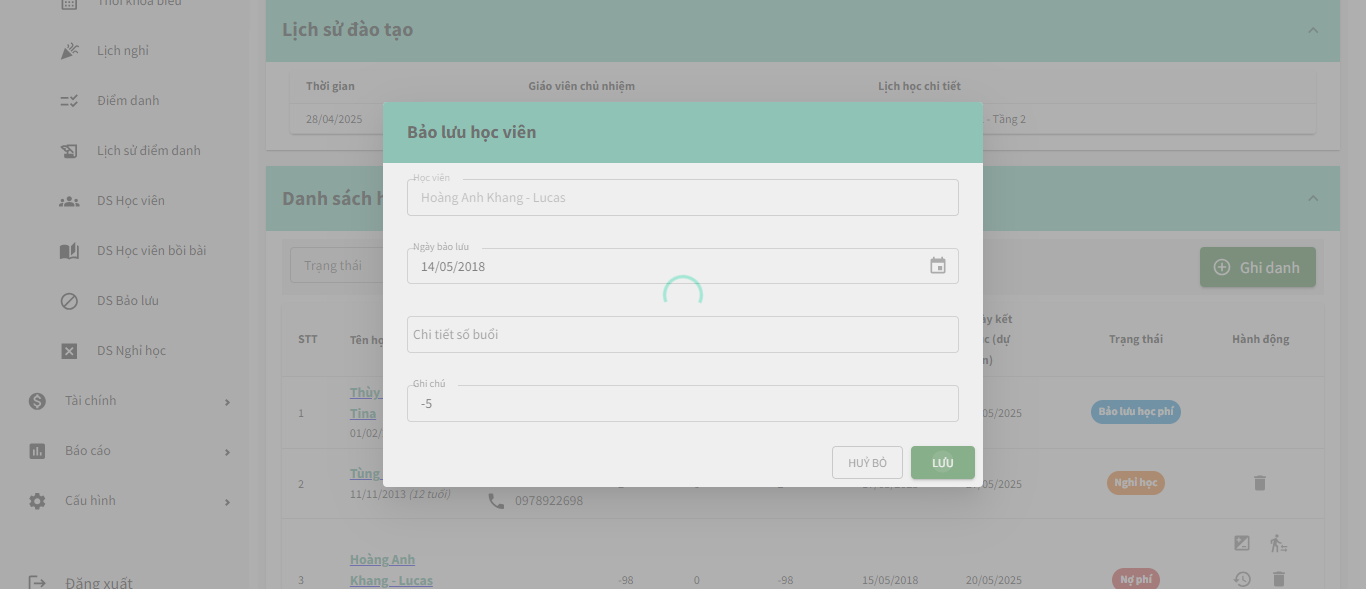 Thời khóa biểu
Lịch nghỉ
Điểm danh
Lịch sử điểm danh
DS Học viên
DS Học viên bồi bài
DS Bảo lưu
DS Nghỉ học
Tài chính
Báo cáo
Cấu hình
Đăng xuất
Lịch sử đào tạo
Thời gian Giáo viên chủ nhiệm Lịch học chi tiết
28/04/2025 - Tầng 2
Danh sách h
Trạng thái Ghi danh
Bảo lưu học viên
Học viên
Hoàng Anh Khang - Lucas
Ngày bảo lưu
14/05/2018
Chi tiết số buổi
Ghi chú
-5
HUỶ BỎ LƯU
STT Tên họ ày kết
c (dự
n) Trạng thái Hành động
1 Thùy
Tina
01/02/ 05/2025 Bảo lưu học phí
2 Tùng
11/11/2013 (12 tuổi) 0978922698 05/2025 Nghỉ học
3 Hoàng Anh
Khang - Lucas -98 0 -98 15/05/2018 20/05/2025 Nợ phí